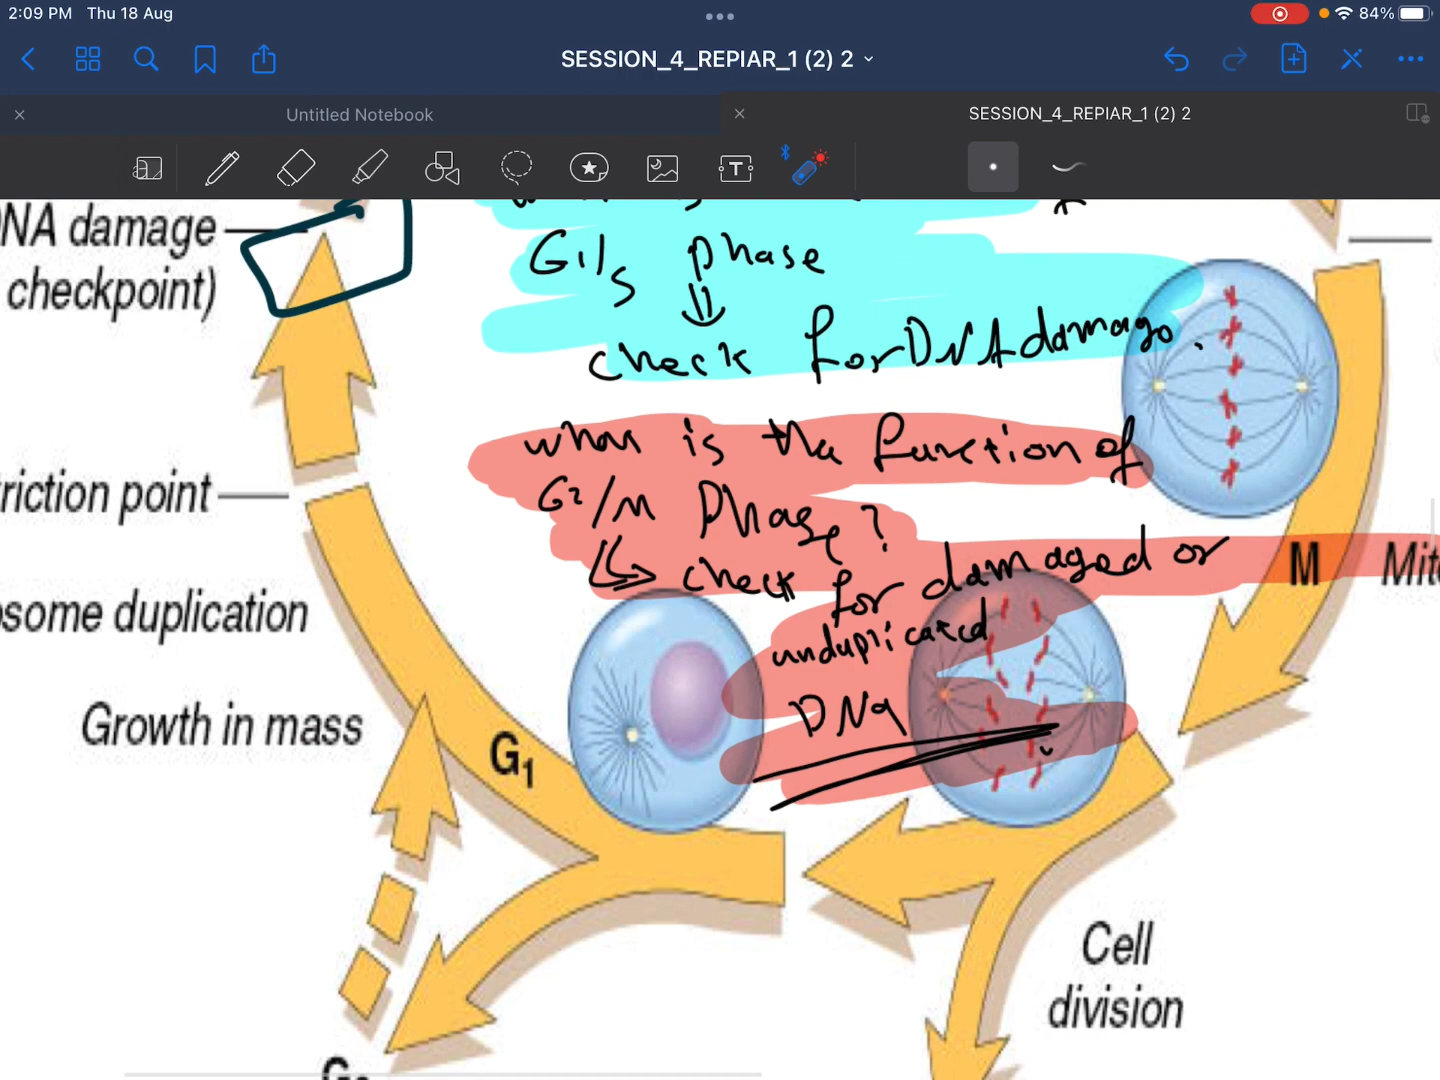 2:09 PM Thu 18 Aug
84%
SESSION_4_REPIAR_1 (2) 2
Untitled Notebook
SESSION_4_REPIAR_1 (2) 2
NA damage
checkpoint)
G1/S phase
check for DNA damage.
what is the function of
G2/M Phase?
check for damaged or
unduplicated
DNA
riction point
some duplication
Growth in mass
G₁
M Mit
Cell
division
G₀